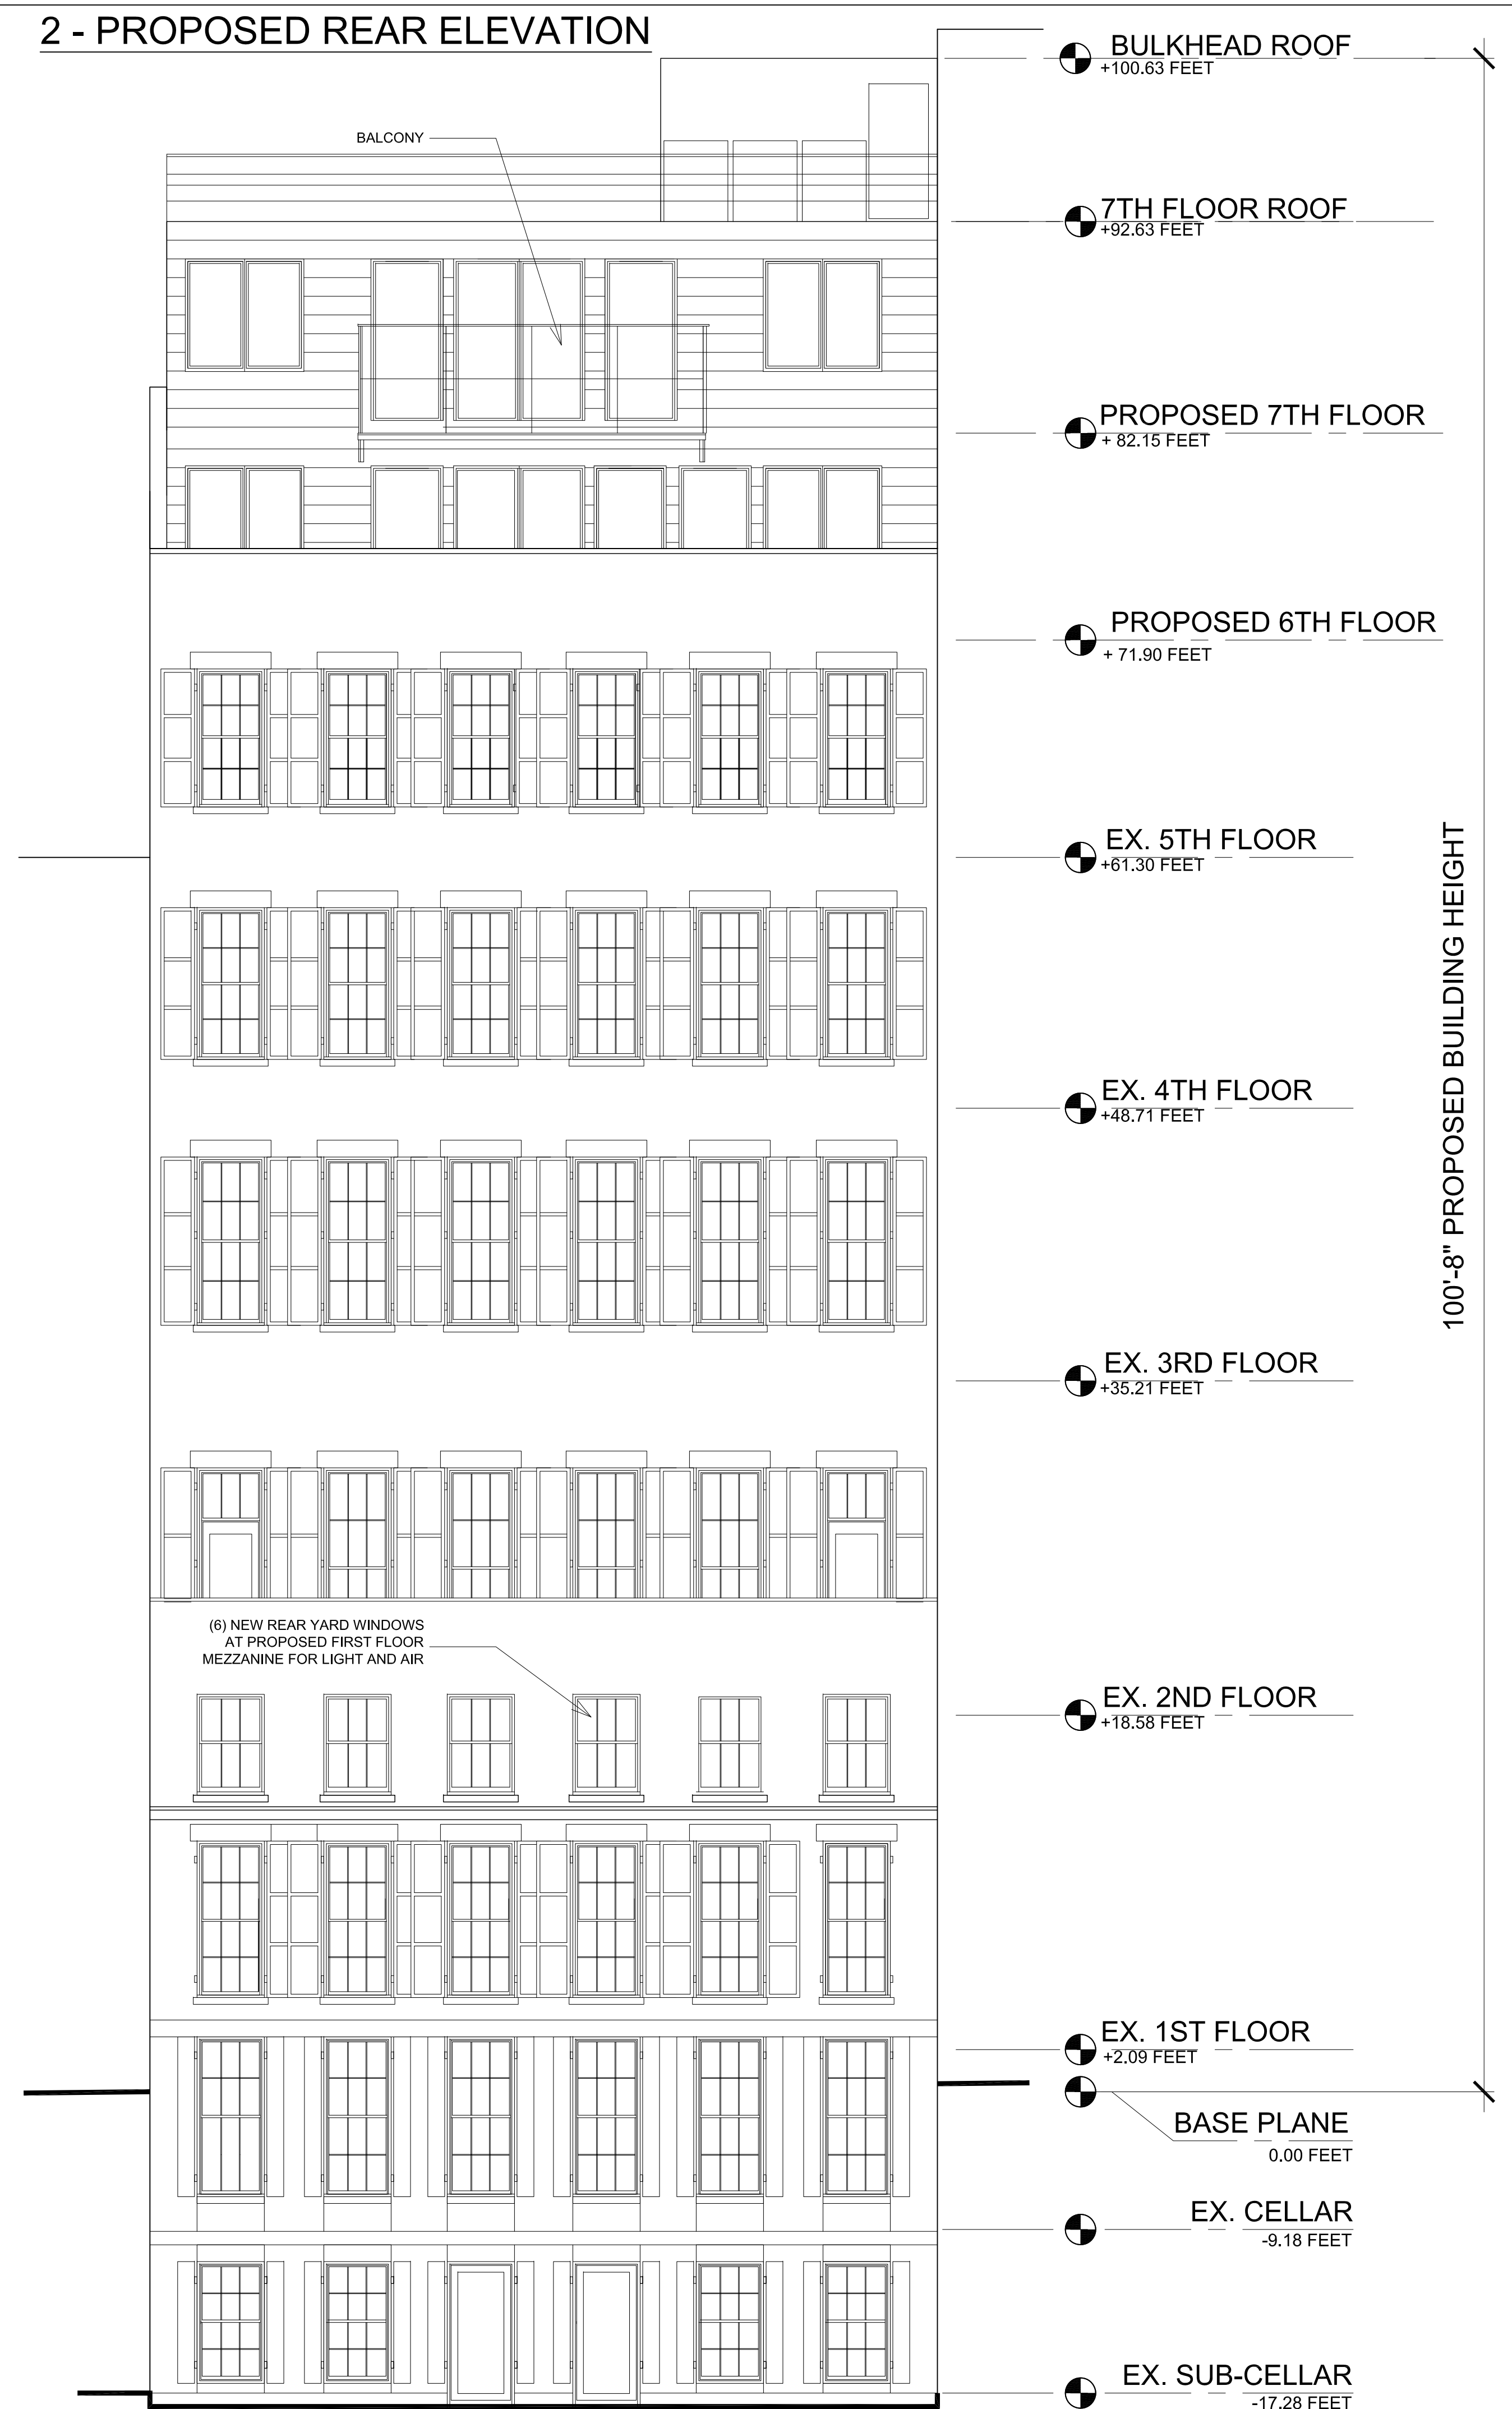 2 - PROPOSED REAR ELEVATION
BULKHEAD ROOF
+100.63 FEET
BALCONY
7TH FLOOR ROOF
+92.63 FEET
PROPOSED 7TH FLOOR
+ 82.15 FEET
PROPOSED 6TH FLOOR
+ 71.90 FEET
EX. 5TH FLOOR
+61.30 FEET
EX. 4TH FLOOR
+48.71 FEET
100'-8" PROPOSED BUILDING HEIGHT
EX. 3RD FLOOR
+35.21 FEET
(6) NEW REAR YARD WINDOWS
AT PROPOSED FIRST FLOOR
MEZZANINE FOR LIGHT AND AIR
EX. 2ND FLOOR
+18.58 FEET
EX. 1ST FLOOR
+2.09 FEET
BASE PLANE
0.00 FEET
EX. CELLAR
-9.18 FEET
EX. SUB-CELLAR
-17.28 FEET